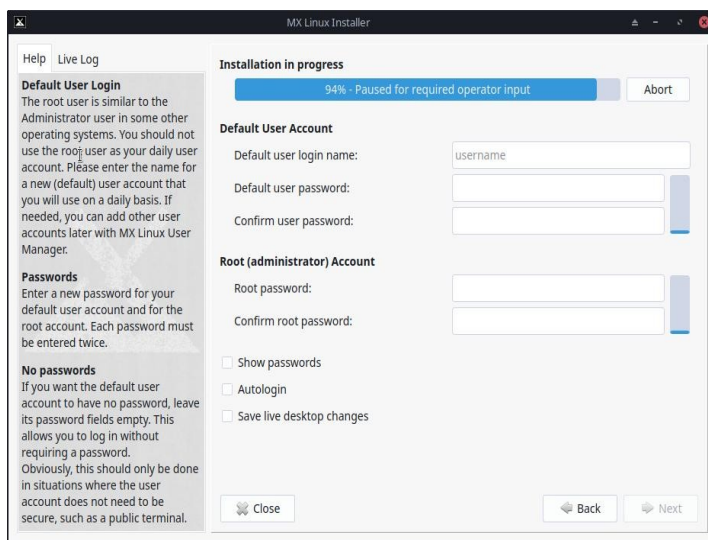 MX Linux Installer
Help Live Log
Default User Login
The root user is similar to the
Administrator user in some other
operating systems. You should not
use the root user as your daily user
account. Please enter the name for
a new (default) user account that
you will use on a daily basis. If
needed, you can add other user
accounts later with MX Linux User
Manager.
Passwords
Enter a new password for your
default user account and for the
root account. Each password must
be entered twice.
No passwords
If you want the default user
account to have no password, leave
its password fields empty. This
allows you to log in without
requiring a password.
Obviously, this should only be done
in situations where the user
account does not need to be
secure, such as a public terminal.
Installation in progress
94% - Paused for required operator input
Abort
Default User Account
Default user login name: username
Default user password:
Confirm user password:
Root (administrator) Account
Root password:
Confirm root password:
Show passwords
Autologin
Save live desktop changes
Close Back Next